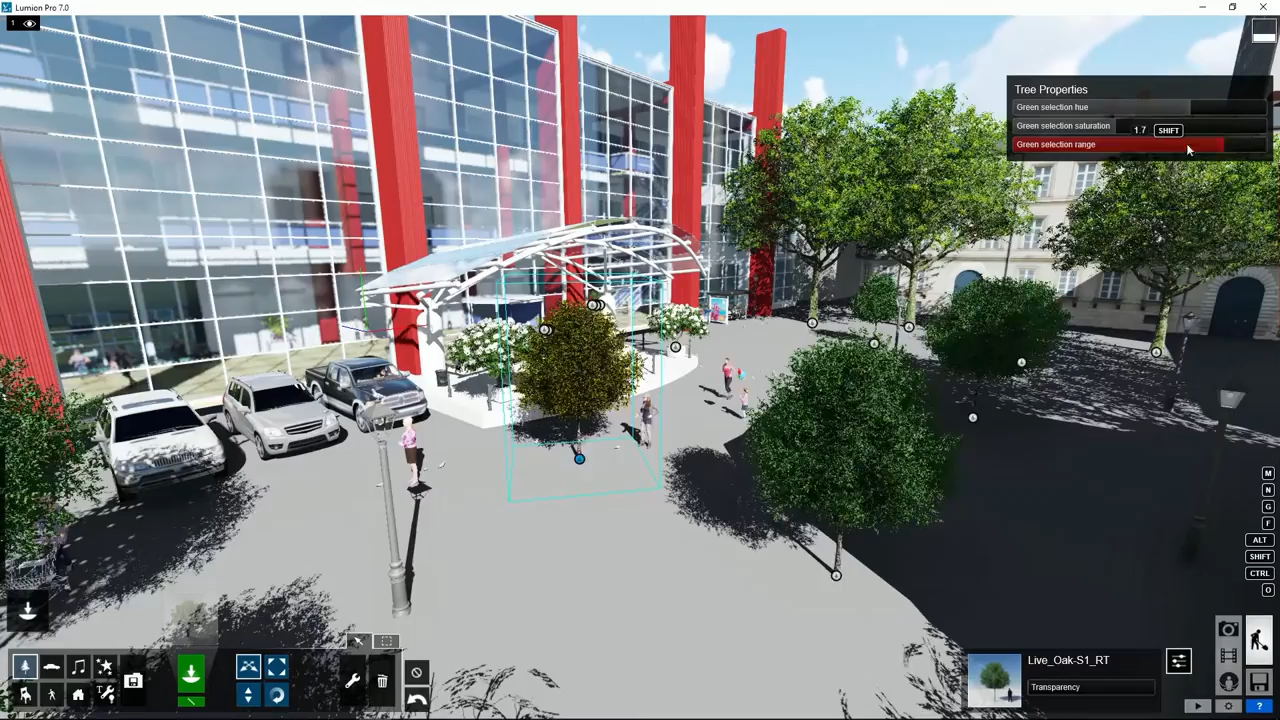 Lumion Pro 7.0
1
Tree Properties
Green selection hue
Green selection saturation
1.7 SHIFT
Green selection range
M
N
G
F
ALT
SHIFT
CTRL
O
Live_Oak-S1_RT
Transparency
?